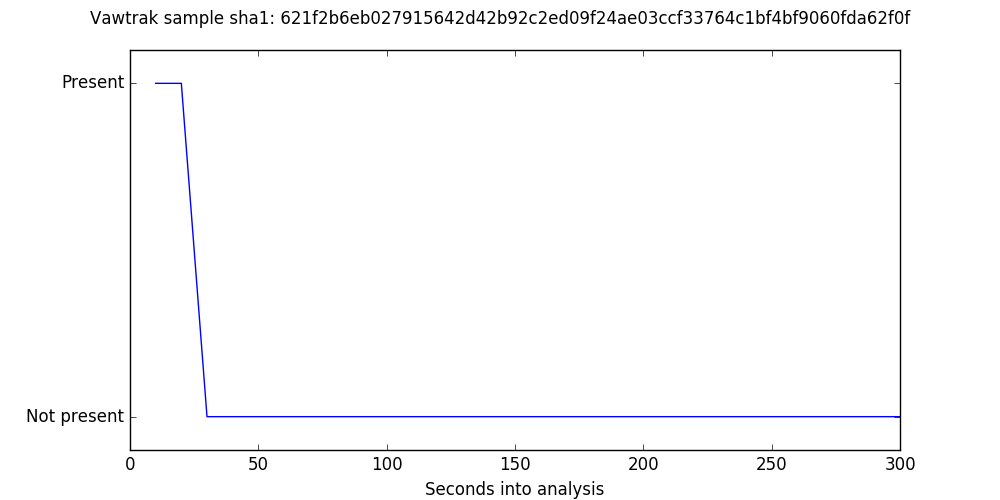 Vawtrak sample sha1: 621f2b6eb027915642d42b92c2ed09f24ae03ccf33764c1bf4bf9060fda62f0f
Present
Not present
0 50 100 150 200 250 300
Seconds into analysis